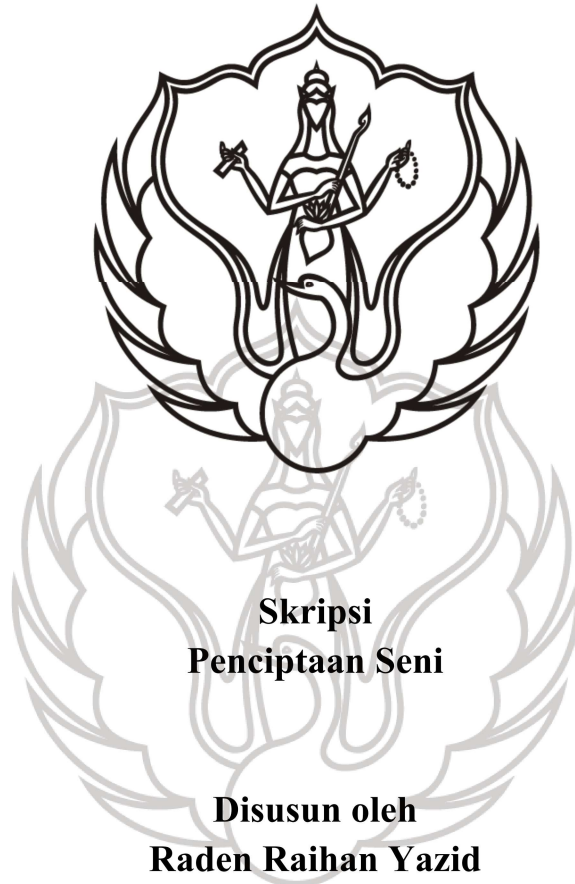 Skripsi
Penciptaan Seni
Disusun oleh
Raden Raihan Yazid